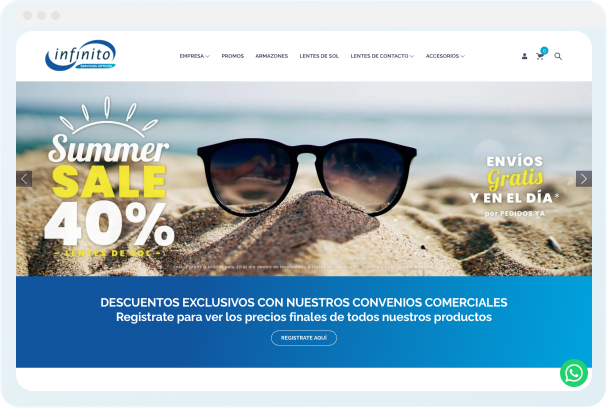 infinito
SERVICIOS OPTICOS
EMPRESA
PROMOS
ARMAZONES
LENTES DE SOL
LENTES DE CONTACTO
ACCESORIOS
0
Summer
SALE
40%
- LENTES DE SOL -
ENVÍOS
Gratis
Y EN EL DÍA*
por PEDIDOS YA
DESCUENTOS EXCLUSIVOS CON NUESTROS CONVENIOS COMERCIALES
Registrate para ver los precios finales de todos nuestros productos
REGISTRATE AQUÍ